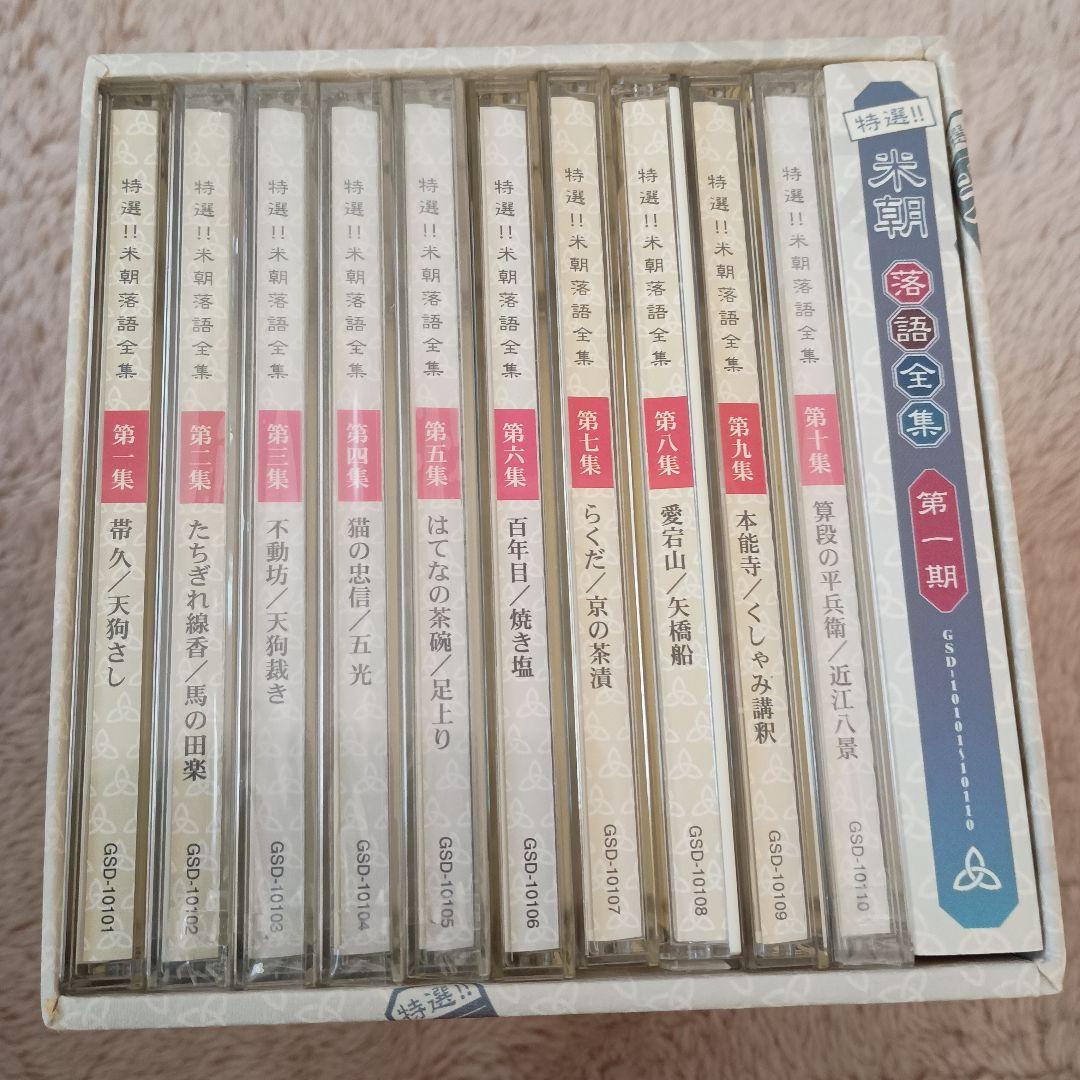 特選!!米朝落語全集 第一集 帯久/天狗さし GSD-10101
特選!!米朝落語全集 第二集 たちぎれ線香/馬の田楽 GSD-10102
特選!!米朝落語全集 第三集 不動坊/天狗裁き GSD-10103
特選!!米朝落語全集 第四集 猫の忠信/五光 GSD-10104
特選!!米朝落語全集 第五集 はてなの茶碗/足上り GSD-10105
特選!!米朝落語全集 第六集 百年目/焼き塩 GSD-10106
特選!!米朝落語全集 第七集 らくだ/京の茶漬 GSD-10107
特選!!米朝落語全集 第八集 愛宕山/矢橋船 GSD-10108
特選!!米朝落語全集 第九集 本能寺/くしゃみ講釈 GSD-10109
特選!!米朝落語全集 第十集 算段の平兵衛/近江八景 GSD-10110
特選!!
米朝
落語全集
第一期
GSD-10101~10110
特選!!